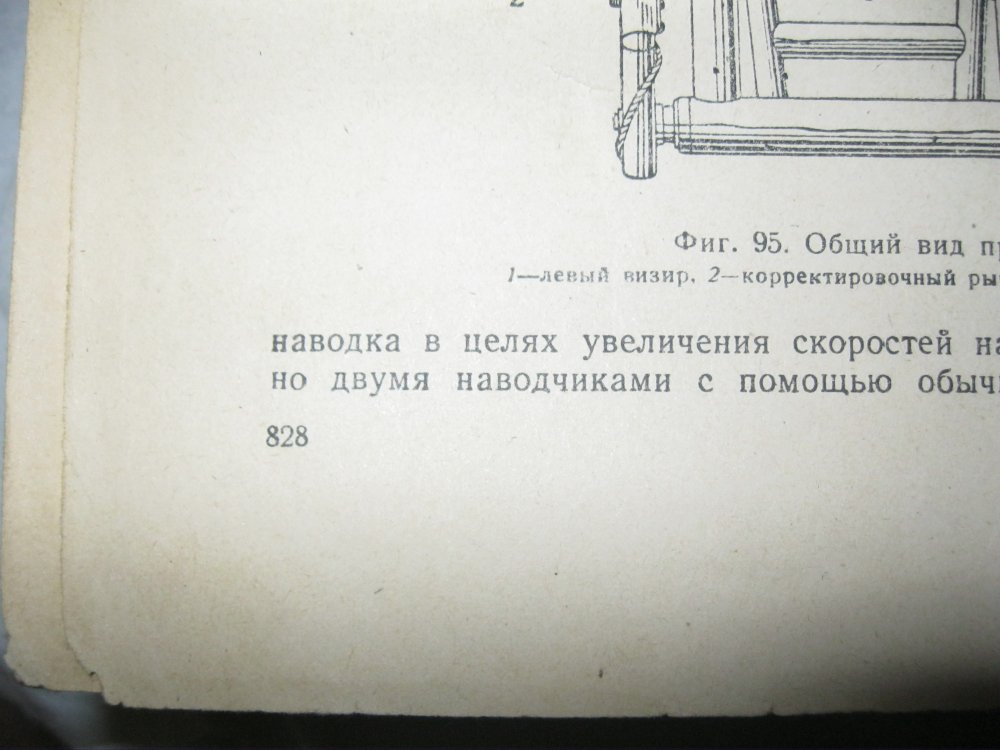 2
Фиг. 95. Общий вид
1—левый визир, 2—корректировочный
наводка в целях увеличения скоростей
но двумя наводчиками с помощью
828